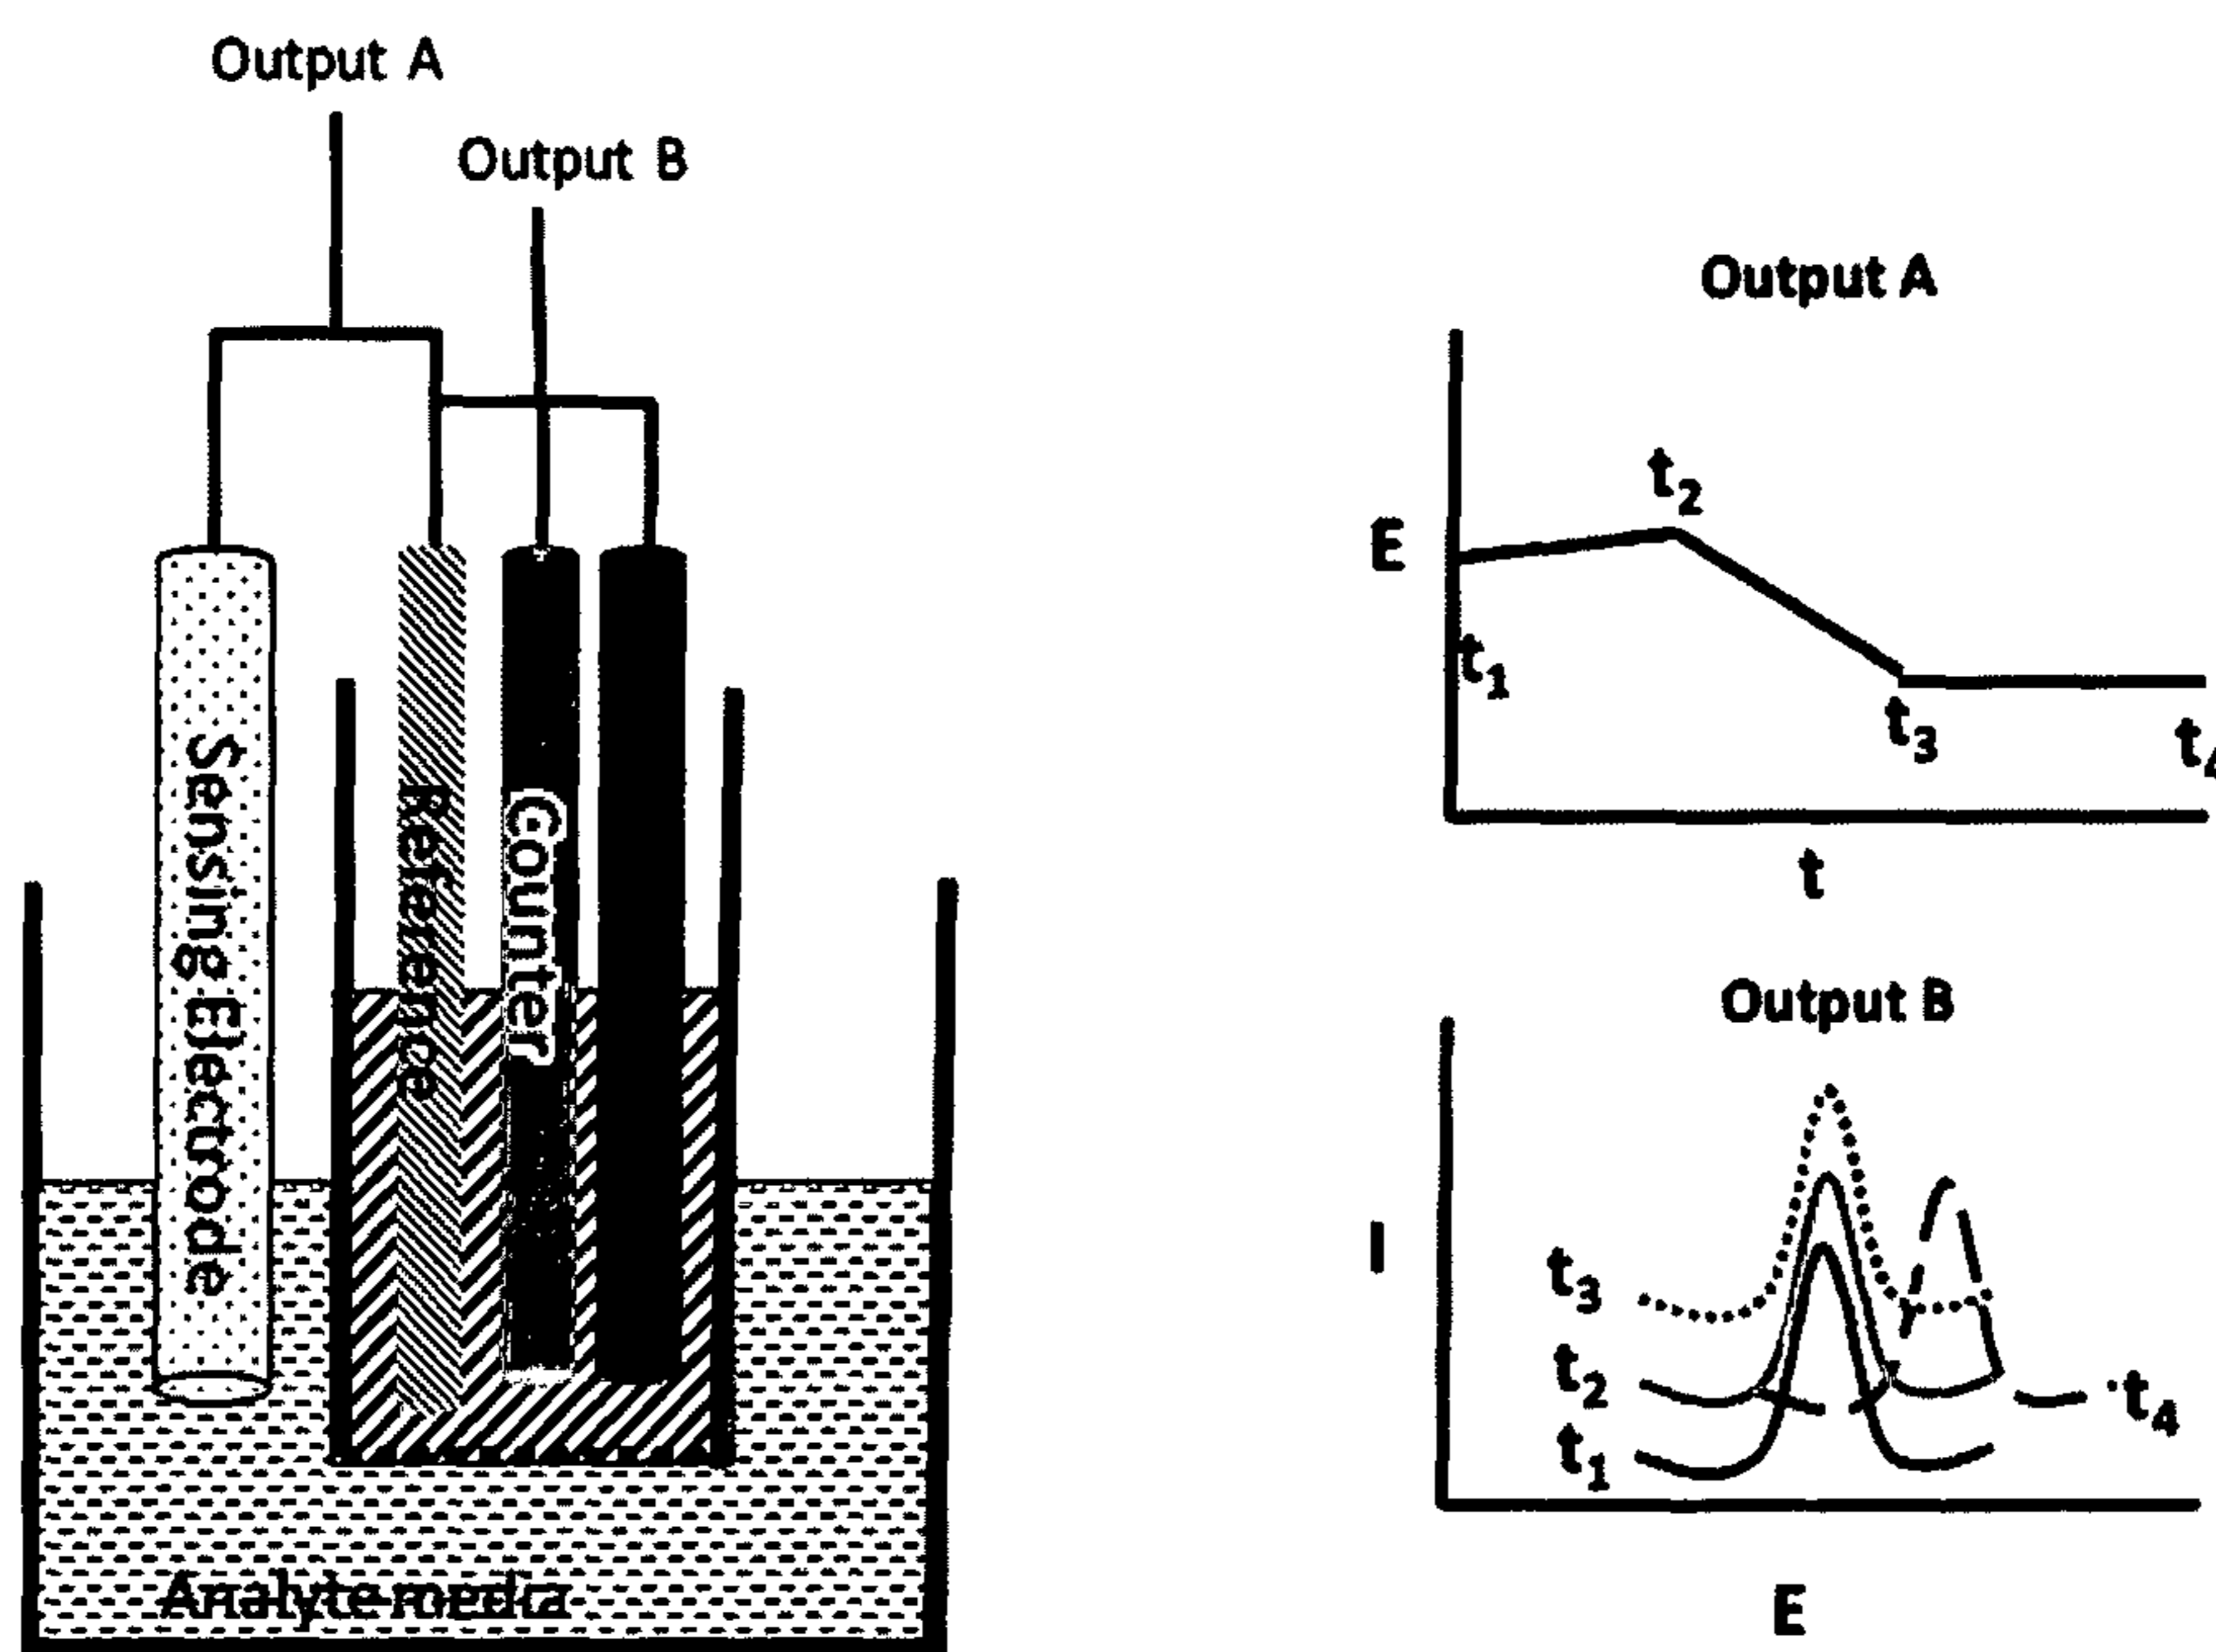 Output A
Output B
Sensing Electrode
Reference
Counter
Analyte media
Output A
E
t1
t2
t3
t
Output B
I
t3
t2
t1
t4
E